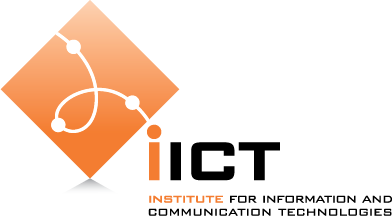 iICT
INSTITUTE FOR INFORMATION AND
COMMUNICATION TECHNOLOGIES